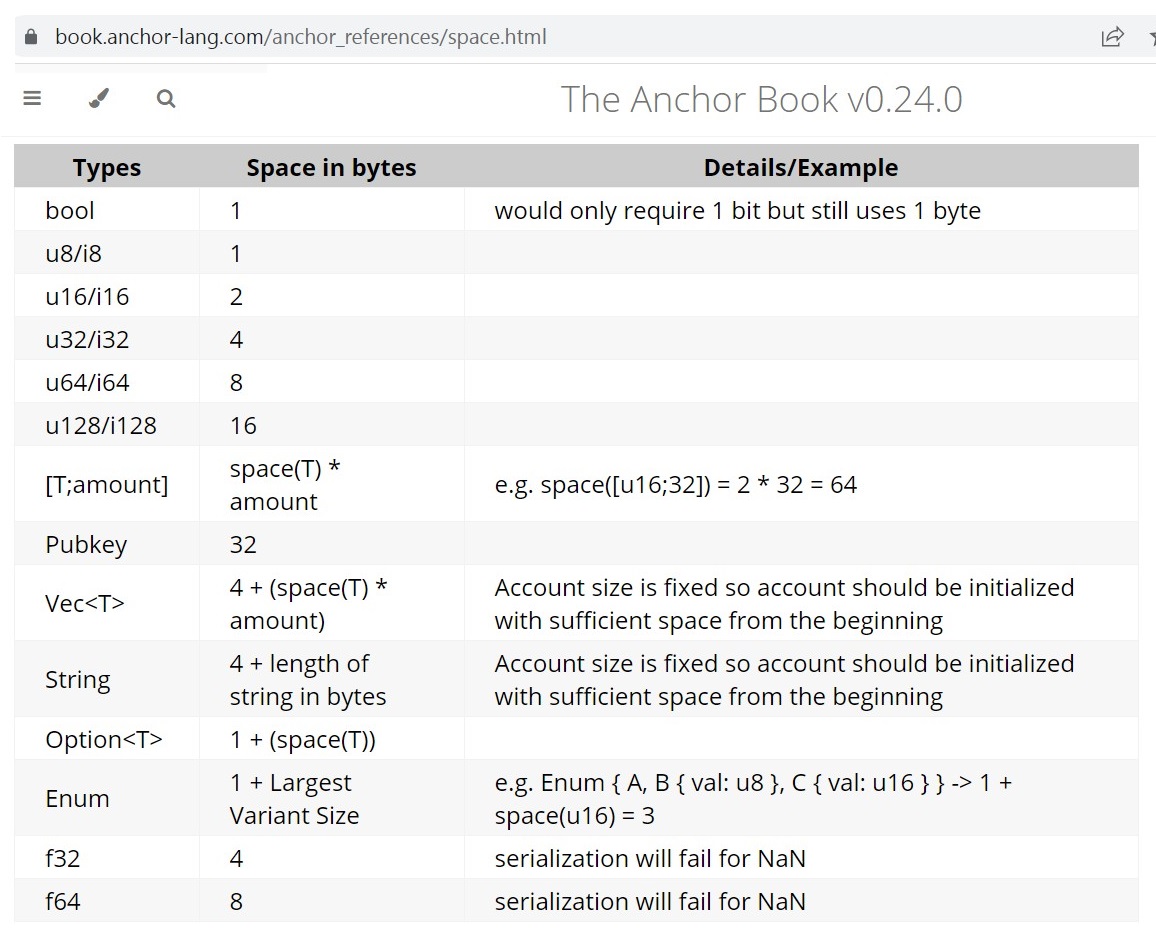 book.anchor-lang.com/anchor_references/space.html
The Anchor Book v0.24.0
Types Space in bytes Details/Example
bool 1 would only require 1 bit but still uses 1 byte
u8/i8 1
u16/i16 2
u32/i32 4
u64/i64 8
u128/i128 16
[T;amount] space(T) * amount e.g. space([u16;32]) = 2 * 32 = 64
Pubkey 32
Vec<T> 4 + (space(T) * amount) Account size is fixed so account should be initialized with sufficient space from the beginning
String 4 + length of string in bytes Account size is fixed so account should be initialized with sufficient space from the beginning
Option<T> 1 + (space(T))
Enum 1 + Largest Variant Size e.g. Enum { A, B { val: u8 }, C { val: u16 } } -> 1 + space(u16) = 3
f32 4 serialization will fail for NaN
f64 8 serialization will fail for NaN